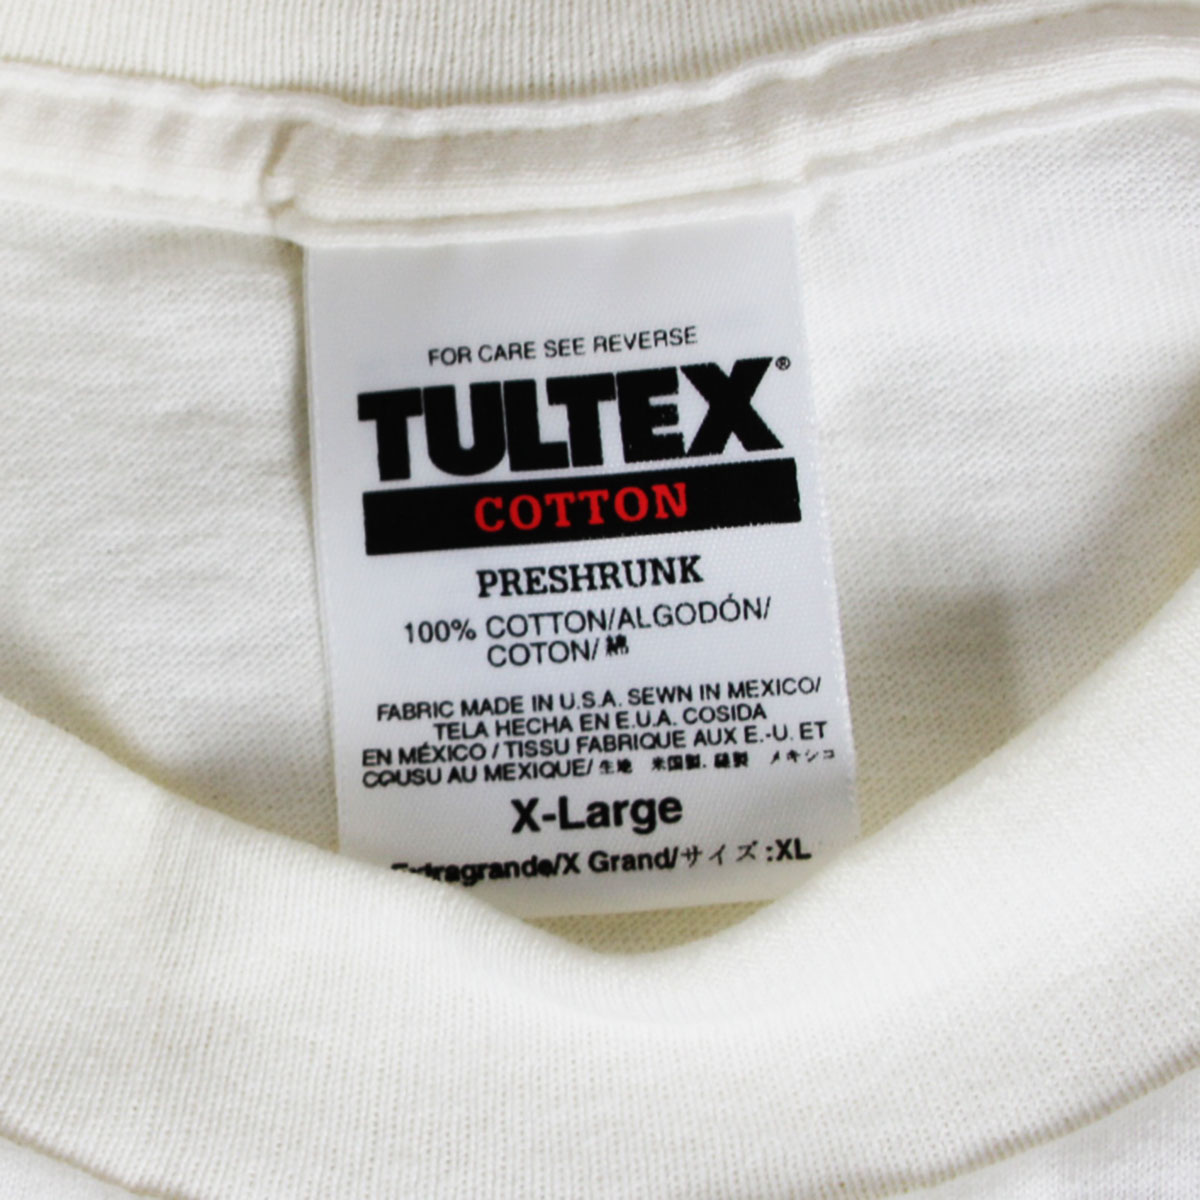 FOR CARE SEE REVERSE
TULTEX®
COTTON
PRESHRUNK
100% COTTON/ALGODÓN/
COTON/綿
FABRIC MADE IN U.S.A. SEWN IN MEXICO/
TELA HECHA EN E.U.A. COSIDA
EN MÉXICO / TISSU FABRIQUE AUX E.-U. ET
COUSU AU MEXIQUE/ 生地 米国製. 縫製 メキシコ
X-Large
Extragrande/X Grand/サイズ:XL